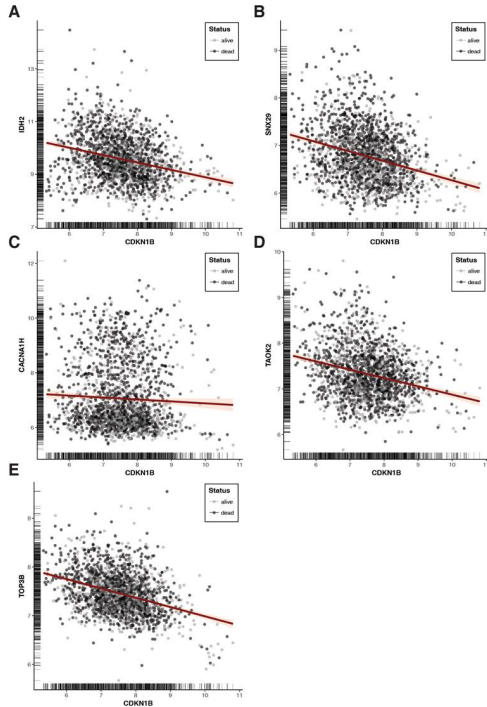 A
Status
alive
dead
13
11
9
7
IDH2
6 7 8 9 10 11
CDKN1B
B
Status
alive
dead
9
8
7
6
SNX29
6 7 8 9 10 11
CDKN1B
C
Status
alive
dead
12
10
8
6
CACNA1H
6 7 8 9 10 11
CDKN1B
D
Status
alive
dead
10
9
8
7
6
TAOK2
6 7 8 9 10 11
CDKN1B
E
Status
alive
dead
9
8
7
6
TOP3B
6 7 8 9 10 11
CDKN1B